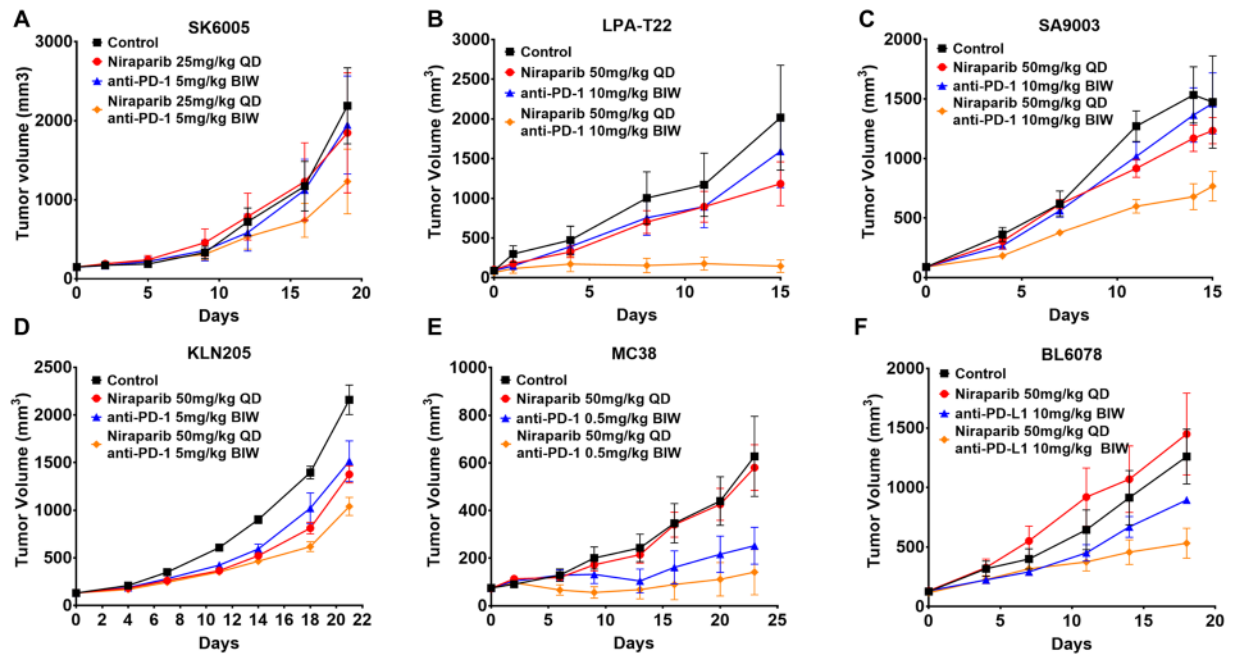 A
SK6005
Control
Niraparib 25mg/kg QD
anti-PD-1 5mg/kg BIW
Niraparib 25mg/kg QD
anti-PD-1 5mg/kg BIW
Tumor volume (mm3)
3000
2000
1000
0
0 5 10 15 20
Days
B
LPA-T22
Control
Niraparib 50mg/kg QD
anti-PD-1 10mg/kg BIW
Niraparib 50mg/kg QD
anti-PD-1 10mg/kg BIW
Tumor Volume (mm³)
3000
2500
2000
1500
1000
500
0
0 5 10 15
Days
C
SA9003
Control
Niraparib 50mg/kg QD
anti-PD-1 10mg/kg BIW
Niraparib 50mg/kg QD
anti-PD-1 10mg/kg BIW
Tumor Volume (mm³)
2000
1500
1000
500
0
0 5 10 15
Days
D
KLN205
Control
Niraparib 50mg/kg QD
anti-PD-1 5mg/kg BIW
Niraparib 50mg/kg QD
anti-PD-1 5mg/kg BIW
Tumor Volume (mm³)
2500
2000
1500
1000
500
0
0 2 4 6 8 10 12 14 16 18 20 22
Days
E
MC38
Control
Niraparib 50mg/kg QD
anti-PD-1 0.5mg/kg BIW
Niraparib 50mg/kg QD
anti-PD-1 0.5mg/kg BIW
Tumor Volume (mm³)
1000
800
600
400
200
0
0 5 10 15 20 25
Days
F
BL6078
Control
Niraparib 50mg/kg QD
anti-PD-L1 10mg/kg BIW
Niraparib 50mg/kg QD
anti-PD-L1 10mg/kg BIW
Tumor Volume (mm³)
2000
1500
1000
500
0
0 5 10 15 20
Days